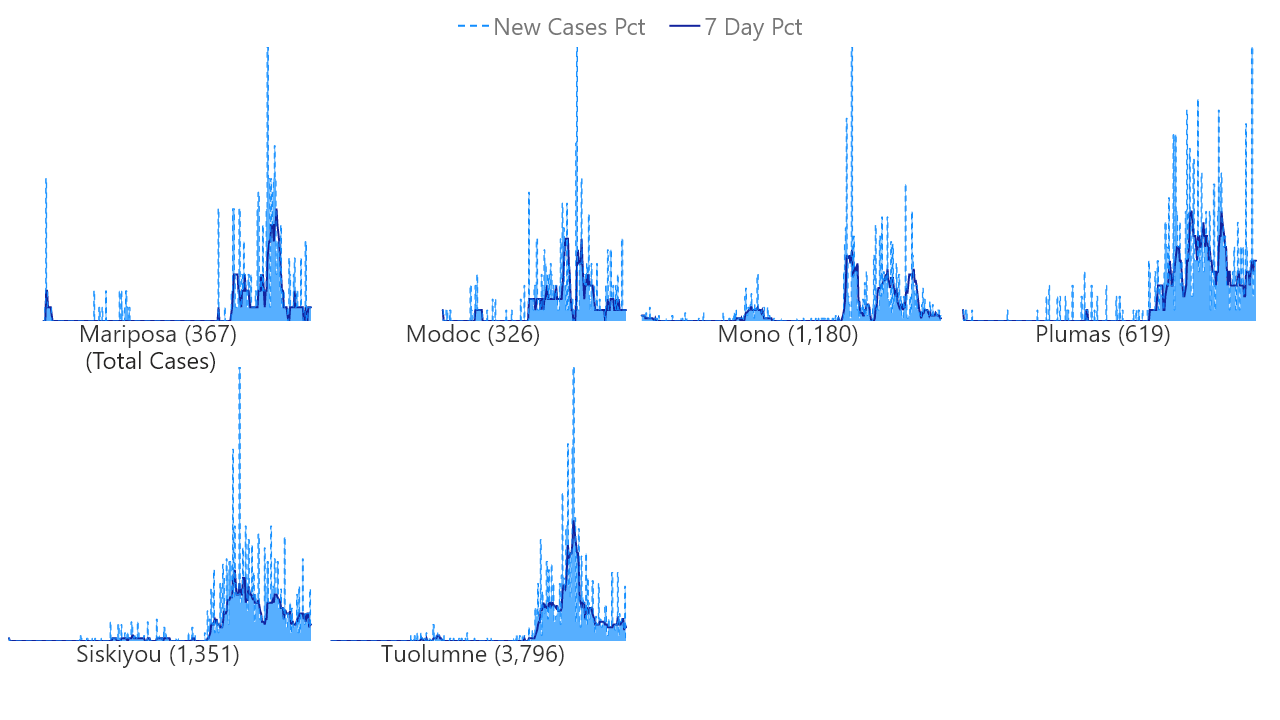 New Cases Pct 7 Day Pct
Mariposa (367)
(Total Cases)
Modoc (326)
Mono (1,180)
Plumas (619)
Siskiyou (1,351)
Tuolumne (3,796)